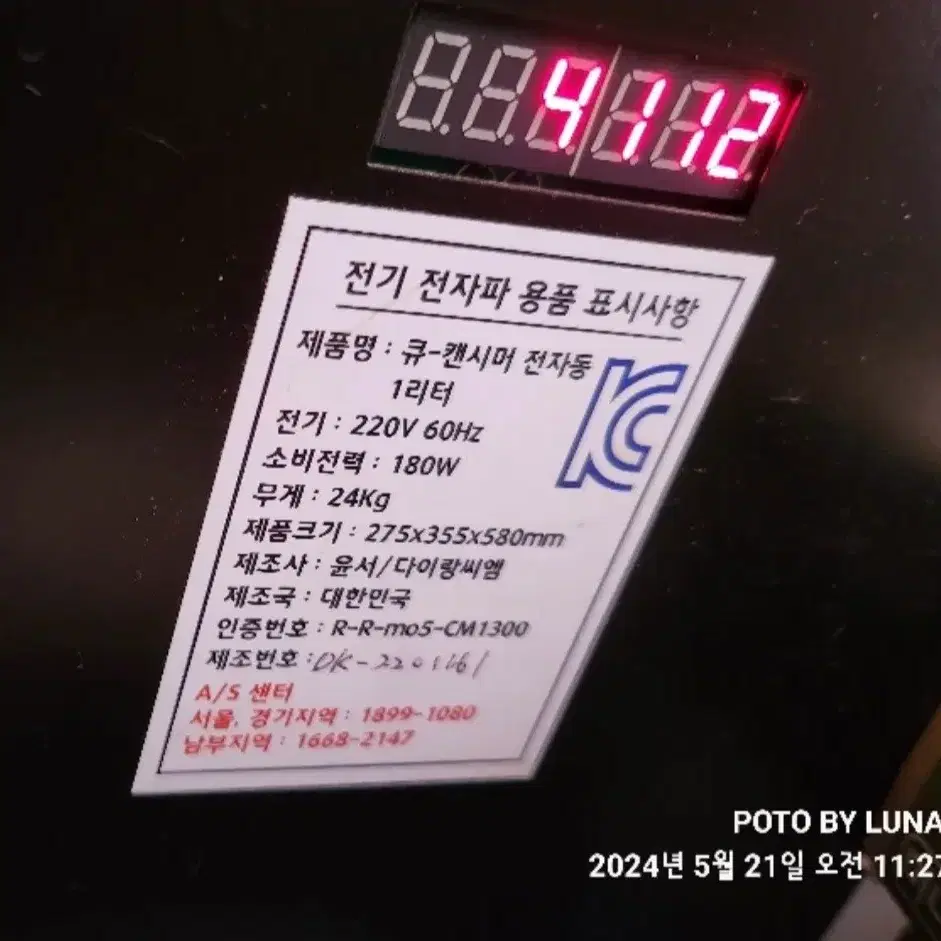 4112
전기 전자파 용품 표시사항
제품명 : 큐-캔시머 전자동
1리터
전기 : 220V 60Hz
소비전력 : 180W
무게 : 24Kg
제품크기 : 275x355x580mm
제조사 : 윤서/다이랑씨엠
제조국 : 대한민국
인증번호 : R-R-mo5-CM1300
제조번호 :
A/S 센터
서울, 경기지역 : 1899-1080
남부지역 : 1668-2147
POTO BY LUNA
2024년 5월 21일 오전 11:27